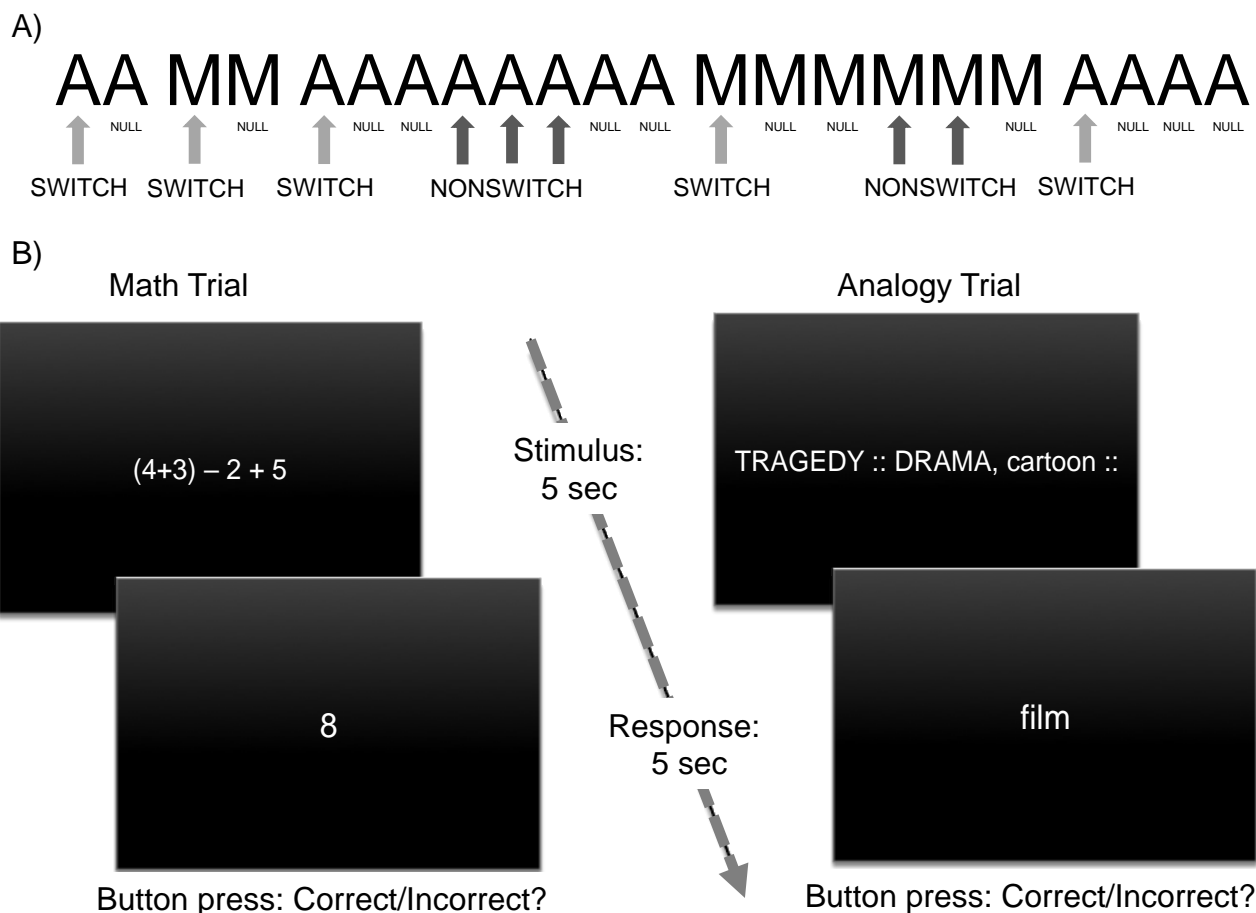 A)
AA MM AAAAAAAA MMMMMM AAAA
NULL NULL NULL NULL NULL NULL NULL NULL NULL NULL NULL NULL
SWITCH SWITCH SWITCH NONSWITCH SWITCH NONSWITCH SWITCH
B)
Math Trial
Analogy Trial
(4+3) – 2 + 5
Stimulus:
5 sec
TRAGEDY :: DRAMA, cartoon ::
8
Response:
5 sec
film
Button press: Correct/Incorrect?
Button press: Correct/Incorrect?